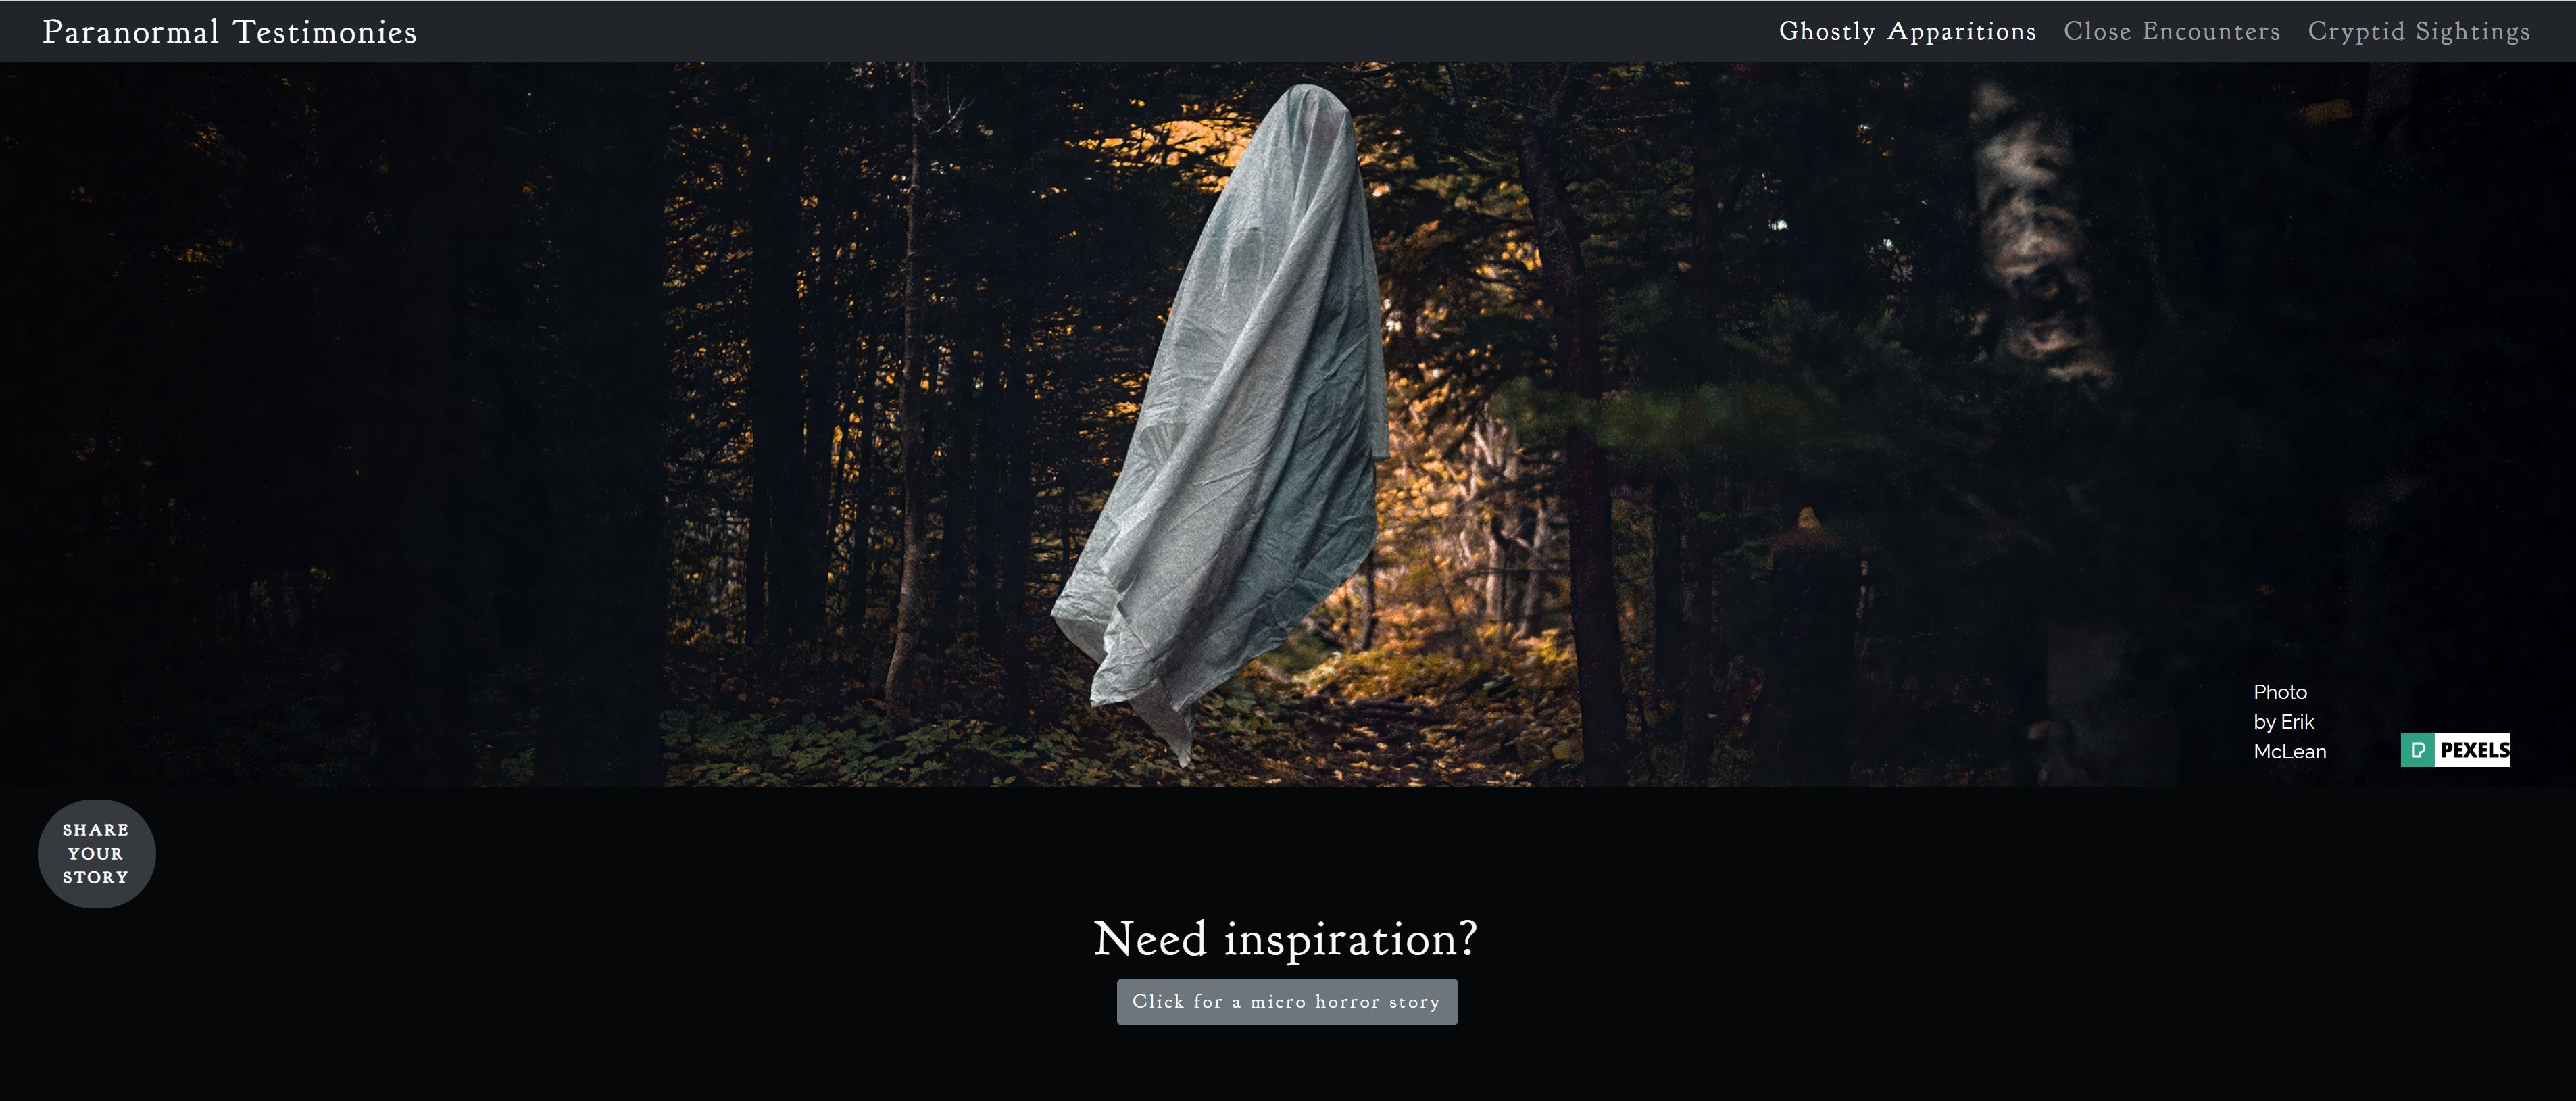 Paranormal Testimonies
Ghostly Apparitions
Close Encounters
Cryptid Sightings
Photo
by Erik
McLean
PEXELS
SHARE
YOUR
STORY
Need inspiration?
Click for a micro horror story